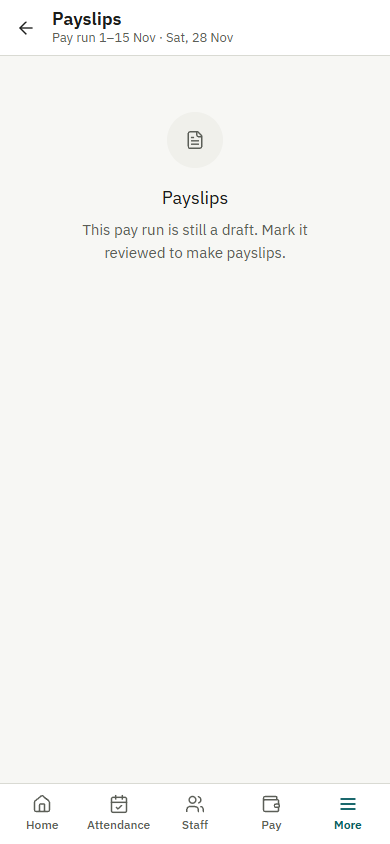 Payslips
Pay run 1–15 Nov · Sat, 28 Nov
Payslips
This pay run is still a draft. Mark it
reviewed to make payslips.
Home
Attendance
Staff
Pay
More